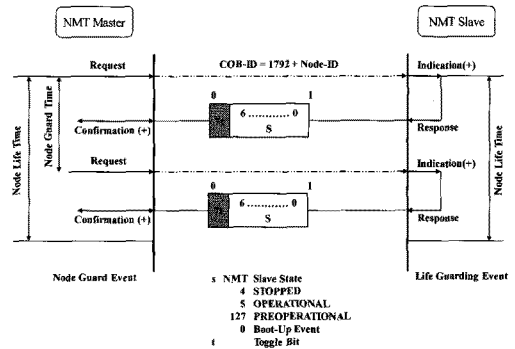 NMT Master
NMT Slave
Request
COB-ID = 1792 + Node-ID
Indication(+)
0
1
6 ............ 0
S
Confirmation (+)
Response
Node Life Time
Node Guard Time
Node Life Time
Request
Indication(+)
0
1
6 ............ 0
S
Confirmation (+)
Response
Node Guard Event
Life Guarding Event
s NMT Slave State
4 STOPPED
5 OPERATIONAL
127 PREOPERATIONAL
0 Boot-Up Event
t Toggle Bit